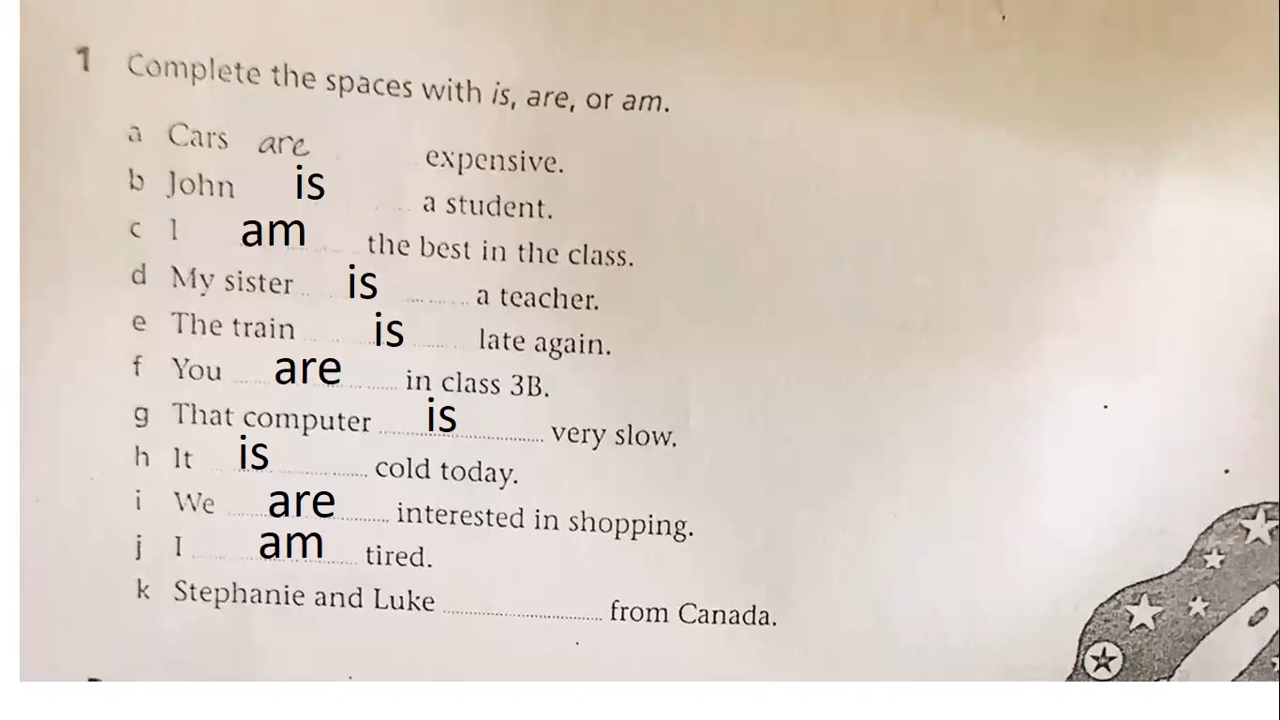 1 Complete the spaces with is, are, or am.
a Cars are expensive.
b John is a student.
c I am the best in the class.
d My sister is a teacher.
e The train is late again.
f You are in class 3B.
g That computer is very slow.
h It is cold today.
i We are interested in shopping.
j I am tired.
k Stephanie and Luke .............................. from Canada.